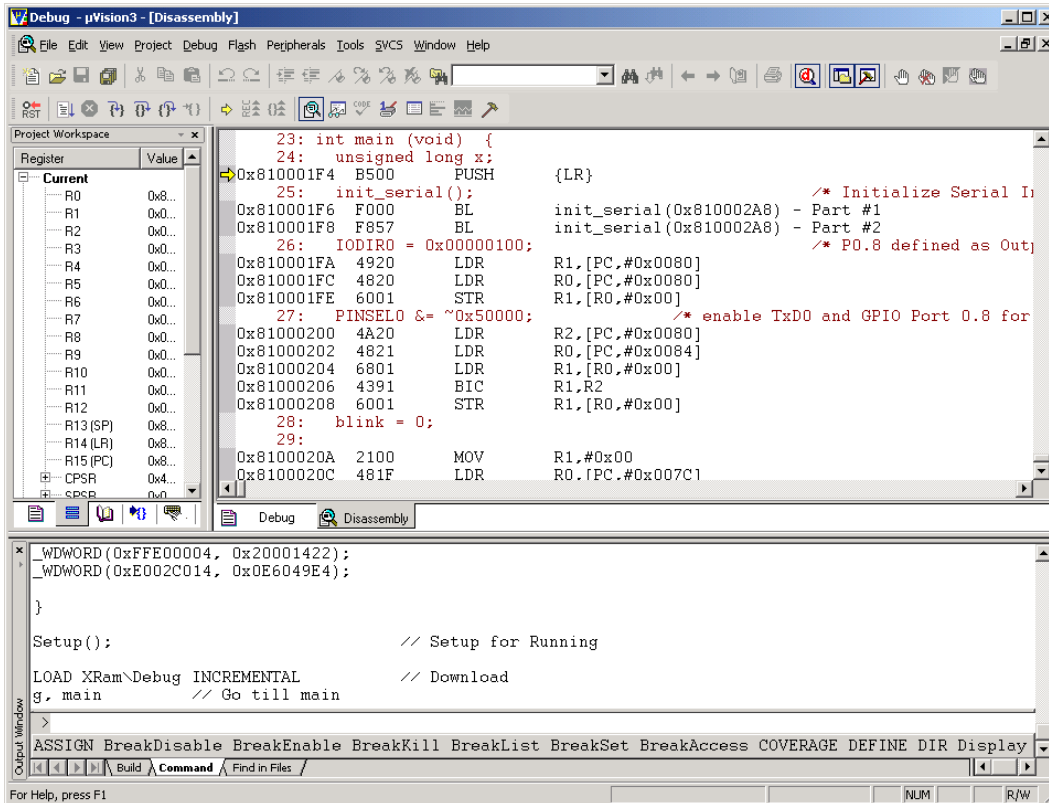 Debug - µVision3 - [Disassembly]
File Edit View Project Debug Flash Peripherals Tools SVCS Window Help
RST CODE
Project Workspace
Register Value
Current
R0 0x8...
R1 0x0...
R2 0x0...
R3 0x0...
R4 0x0...
R5 0x0...
R6 0x0...
R7 0x0...
R8 0x0...
R9 0x0...
R10 0x0...
R11 0x0...
R12 0x0...
R13 (SP) 0x8...
R14 (LR) 0x8...
R15 (PC) 0x8...
CPSR 0x4...
SPSR 0x0...
23: int main (void) {
24: unsigned long x;
0x810001F4 B500 PUSH {LR}
25: init_serial(); /* Initialize Serial In
0x810001F6 F000 BL init_serial(0x810002A8) - Part #1
0x810001F8 F857 BL init_serial(0x810002A8) - Part #2
26: IODIR0 = 0x00000100; /* P0.8 defined as Outp
0x810001FA 4920 LDR R1,[PC,#0x0080]
0x810001FC 4820 LDR R0,[PC,#0x0080]
0x810001FE 6001 STR R1,[R0,#0x00]
27: PINSEL0 &= ~0x50000; /* enable TxD0 and GPIO Port 0.8 for
0x81000200 4A20 LDR R2,[PC,#0x0080]
0x81000202 4821 LDR R0,[PC,#0x0084]
0x81000204 6801 LDR R1,[R0,#0x00]
0x81000206 4391 BIC R1,R2
0x81000208 6001 STR R1,[R0,#0x00]
28: blink = 0;
29:
0x8100020A 2100 MOV R1,#0x00
0x8100020C 481F LDR R0,[PC,#0x007C]
Debug Disassembly
_WDWORD(0xFFE00004, 0x20001422);
_WDWORD(0xE002C014, 0x0E6049E4);
}
Setup(); // Setup for Running
LOAD XRam\Debug INCREMENTAL // Download
g, main // Go till main
>
ASSIGN BreakDisable BreakEnable BreakKill BreakList BreakSet BreakAccess COVERAGE DEFINE DIR Display
Output Window
Build Command Find in Files
For Help, press F1 NUM R/W